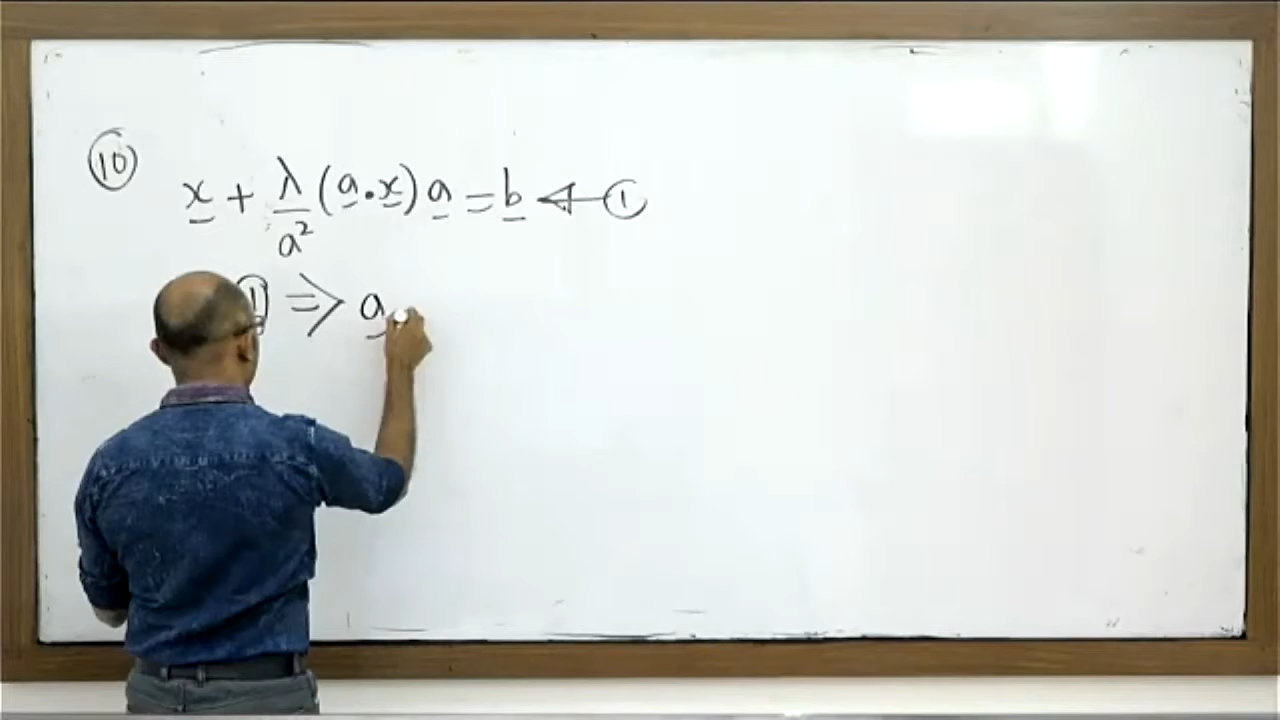 ⑩
x + λ/a² (a.x) a = b ← ①
① ⇒ a